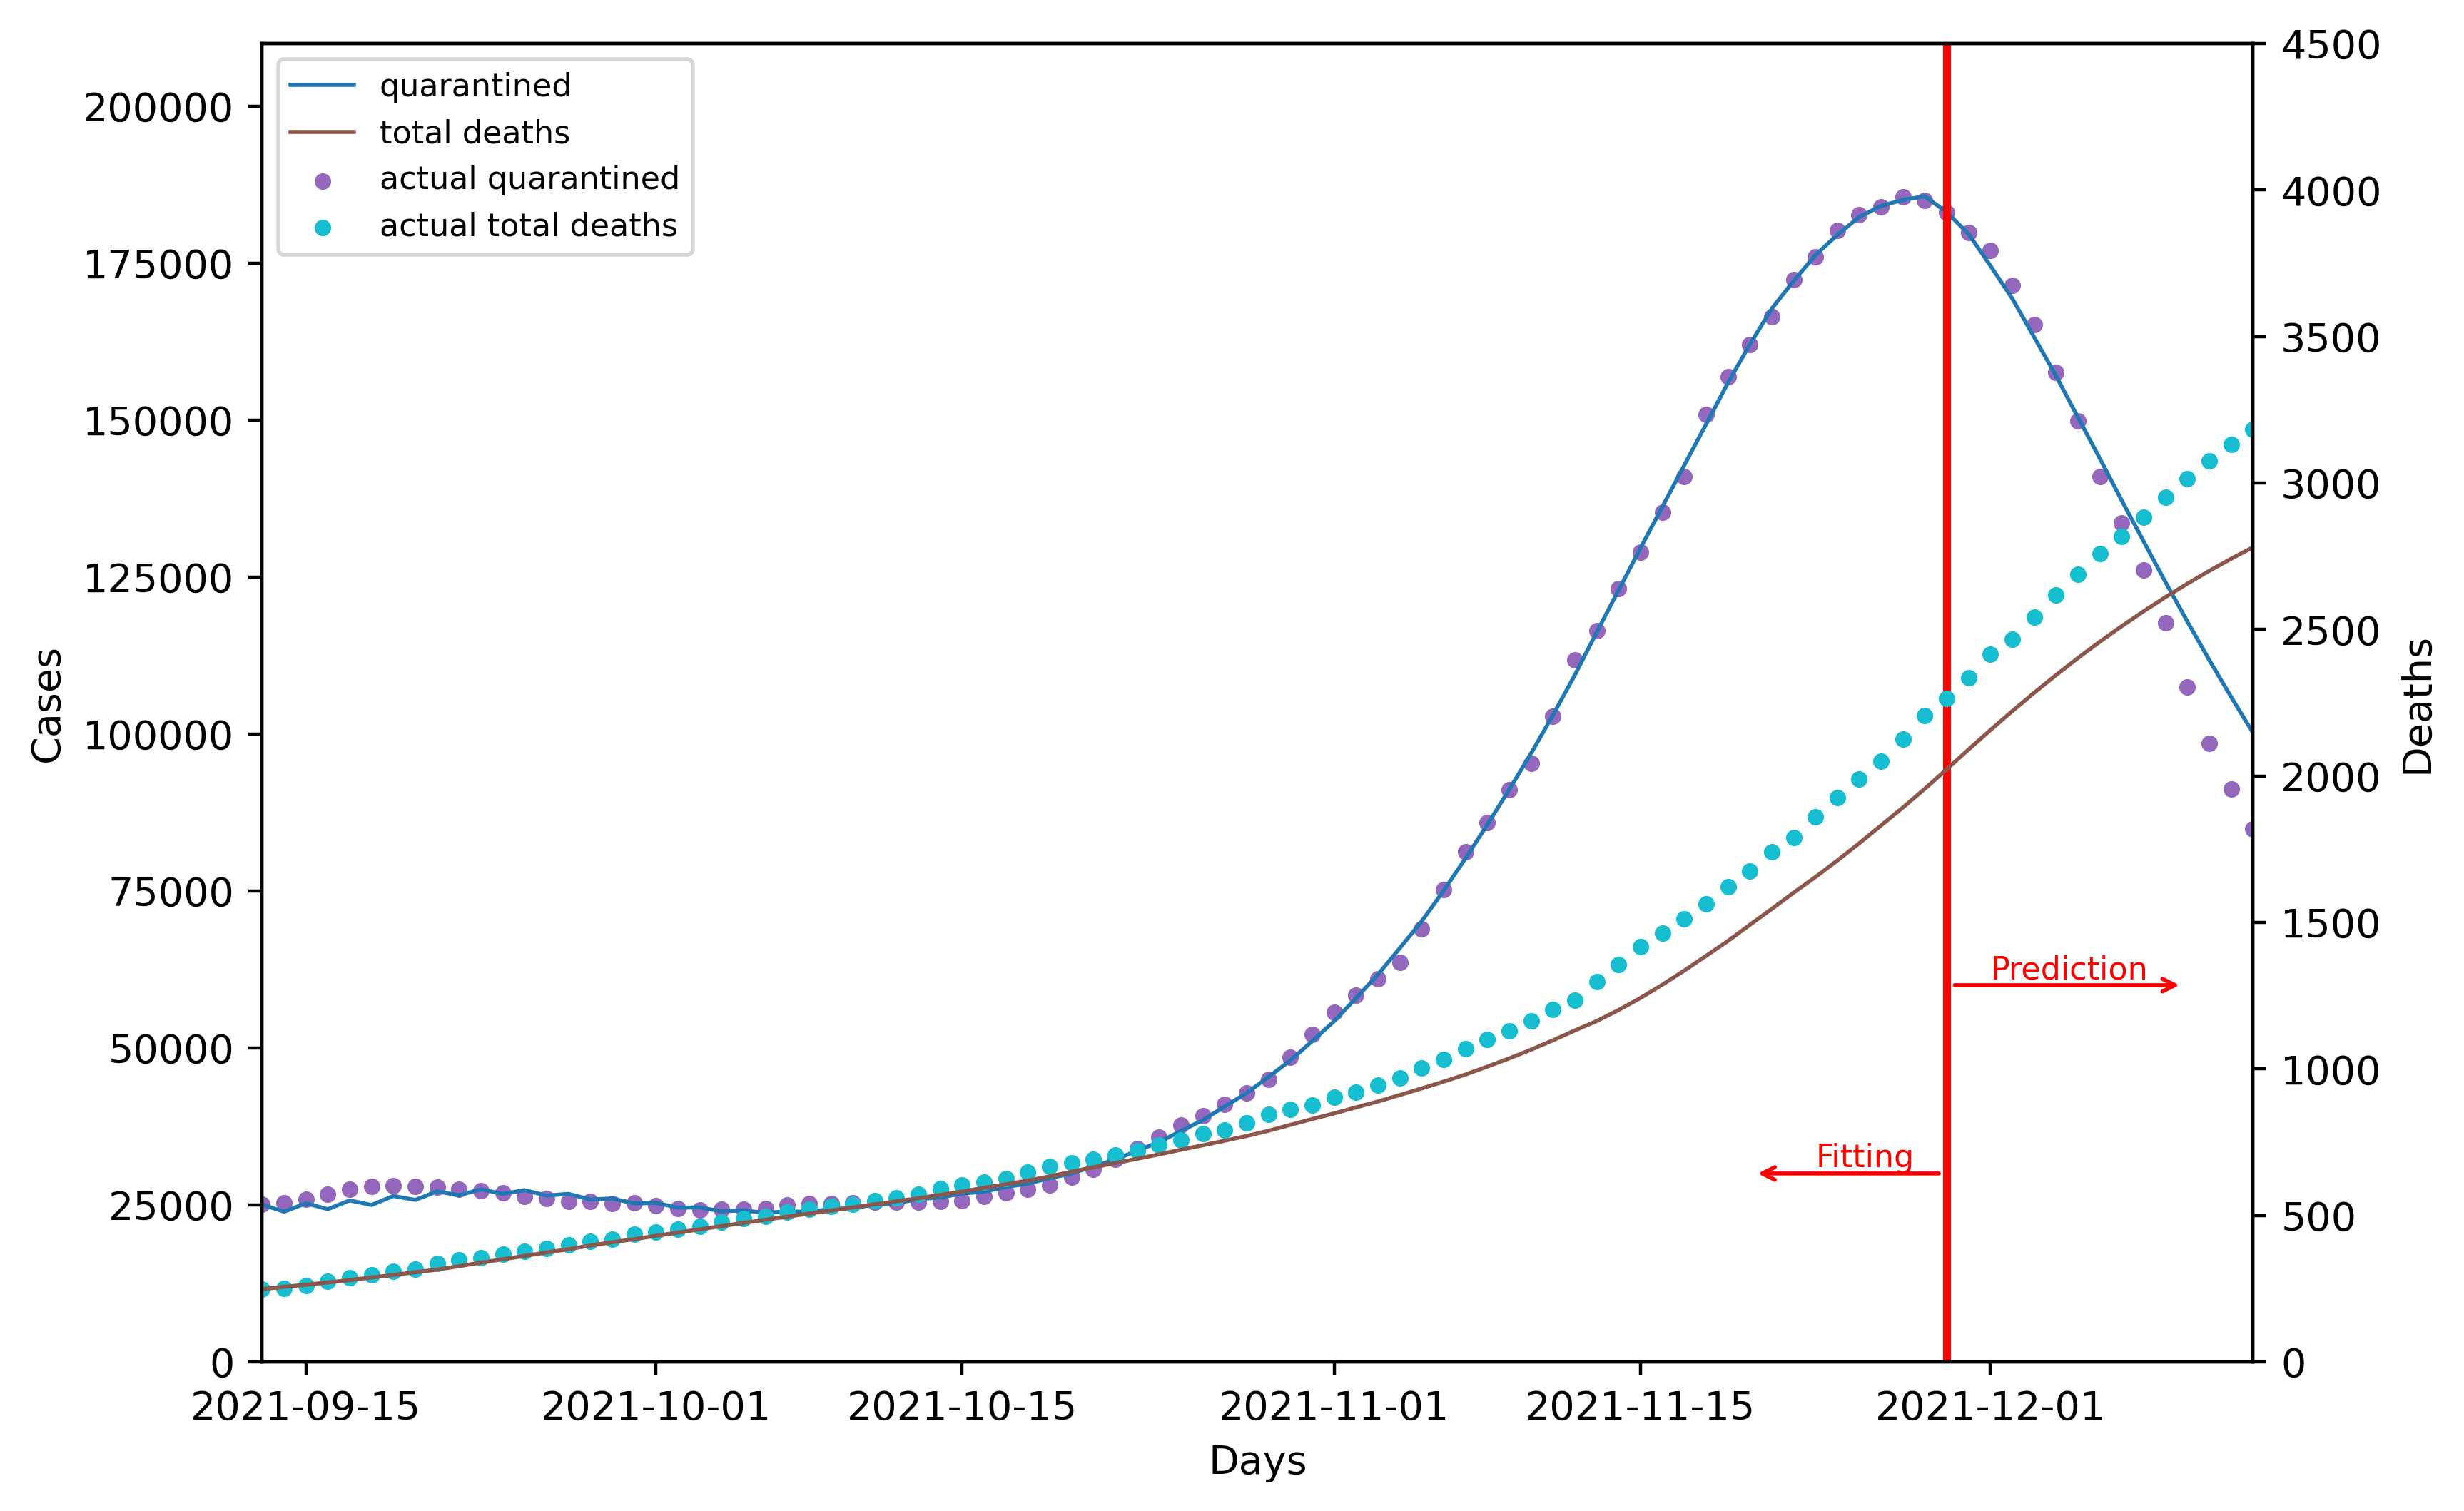 quarantined
total deaths
actual quarantined
actual total deaths
200000
175000
150000
125000
100000
75000
50000
25000
0
Cases
4500
4000
3500
3000
2500
2000
1500
1000
500
0
Deaths
Prediction
Fitting
2021-09-15
2021-10-01
2021-10-15
2021-11-01
2021-11-15
2021-12-01
Days